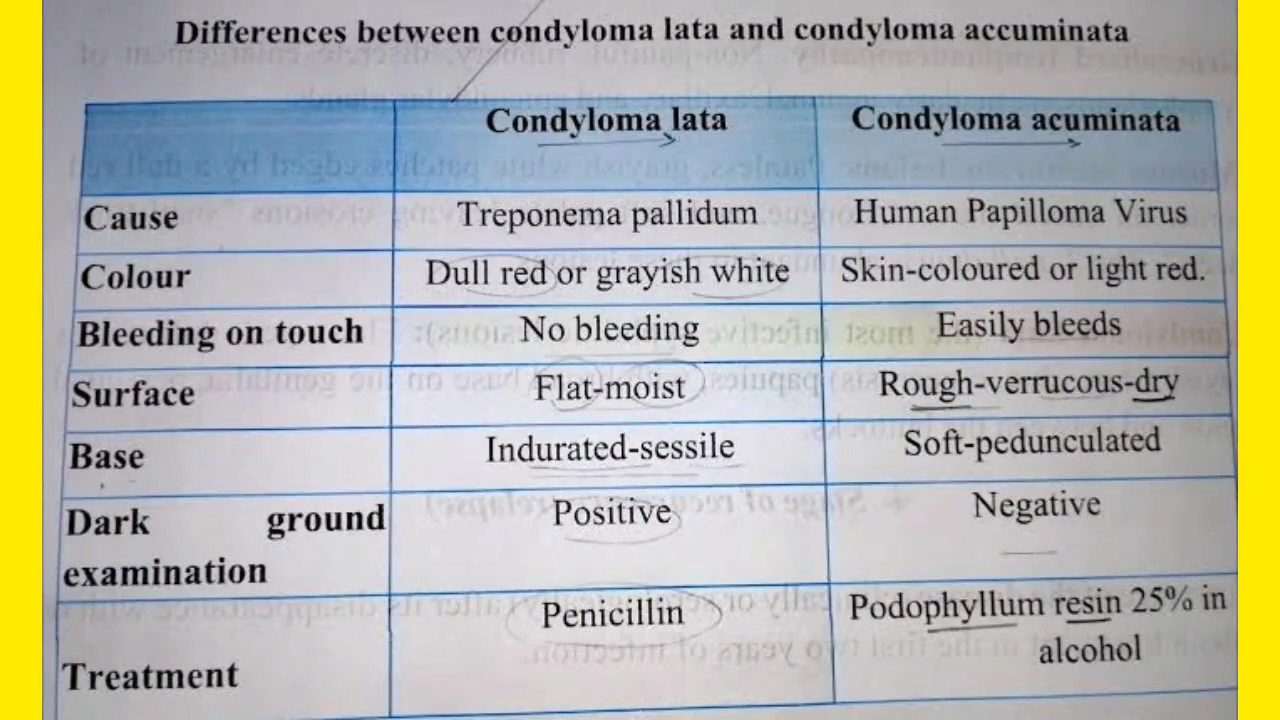 Differences between condyloma lata and condyloma accuminata
Condyloma lata Condyloma acuminata
Cause Treponema pallidum Human Papilloma Virus
Colour Dull red or grayish white Skin-coloured or light red.
Bleeding on touch No bleeding Easily bleeds
Surface Flat-moist Rough-verrucous-dry
Base Indurated-sessile Soft-pedunculated
Dark ground Positive Negative
examination
Penicillin Podophyllum resin 25% in
alcohol
Treatment